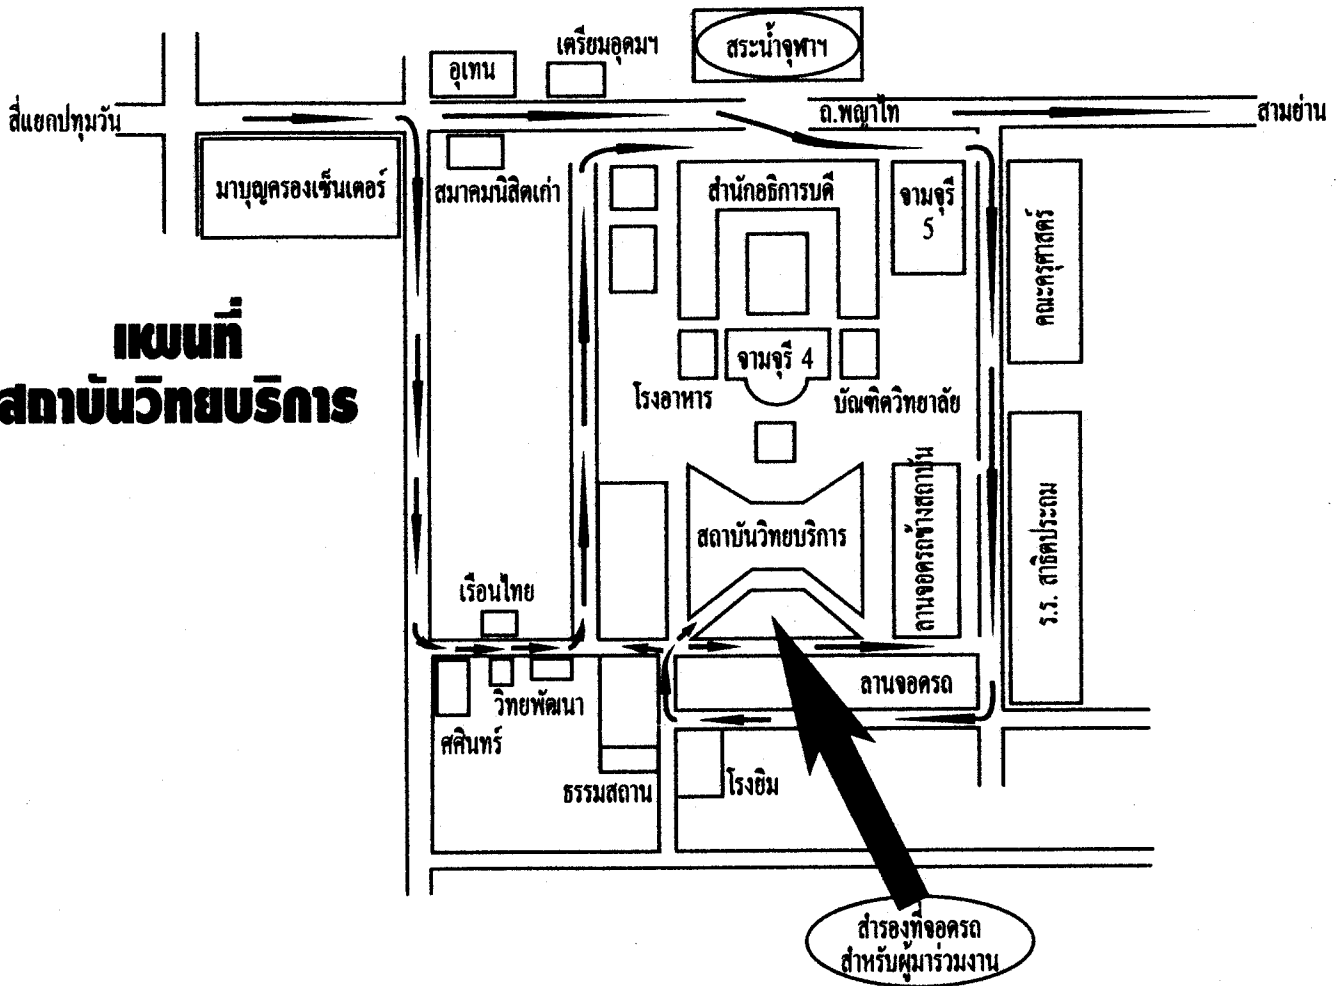 สระน้ำจุฬาฯ
เตรียมอุดมฯ
อุเทน
สี่แยกปทุมวัน
ถ.พญาไท
สามย่าน
มาบุญครองเซ็นเตอร์
สมาคมนิสิตเก่า
สำนักอธิการบดี
จามจุรี
5
คณะครุศาสตร์
แผนที่
สถาบันวิทยบริการ
จามจุรี 4
โรงอาหาร
บัณฑิตวิทยาลัย
สถาบันวิทยบริการ
ลานจอดรถข้างสถาบัน
ร.ร. สาธิตประถม
เรือนไทย
วิทยพัฒนา
ลานจอดรถ
ศศินทร์
ธรรมสถาน
โรงยิม
สำรองที่จอดรถ
สำหรับผู้มาร่วมงาน